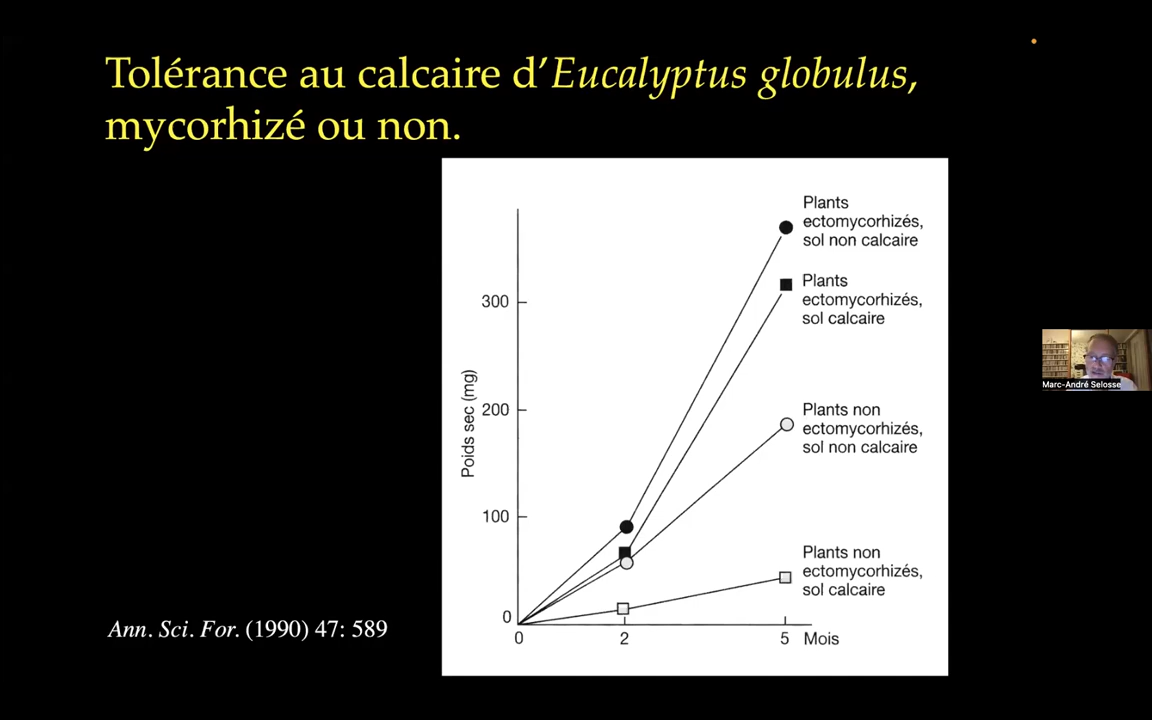 Tolérance au calcaire d'Eucalyptus globulus,
mycorhizé ou non.
Plants
ectomycorhizés,
sol non calcaire
Plants
ectomycorhizés,
sol calcaire
Plants non
ectomycorhizés,
sol non calcaire
Plants non
ectomycorhizés,
sol calcaire
Poids sec (mg)
300
200
100
0
0 2 5 Mois
Ann. Sci. For. (1990) 47: 589
Marc-André Selosse